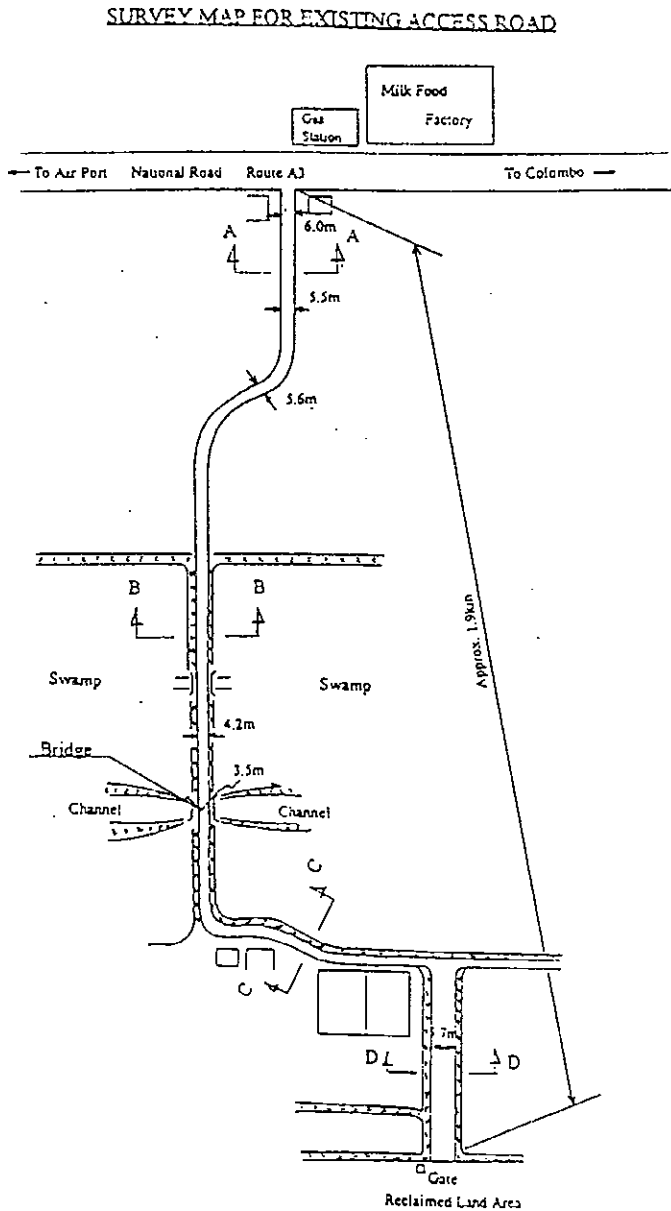 SURVEY MAP FOR EXISTING ACCESS ROAD
Milk Food
Factory
Gas
Station
To Air Port
National Road
Route A3
To Colombo
6.0m
A
A
5.5m
5.6m
B
B
Swamp
Swamp
4.2m
Bridge
3.5m
Channel
Channel
Approx. 1.9km
C
C
D
D
Gate
Reclaimed Land Area